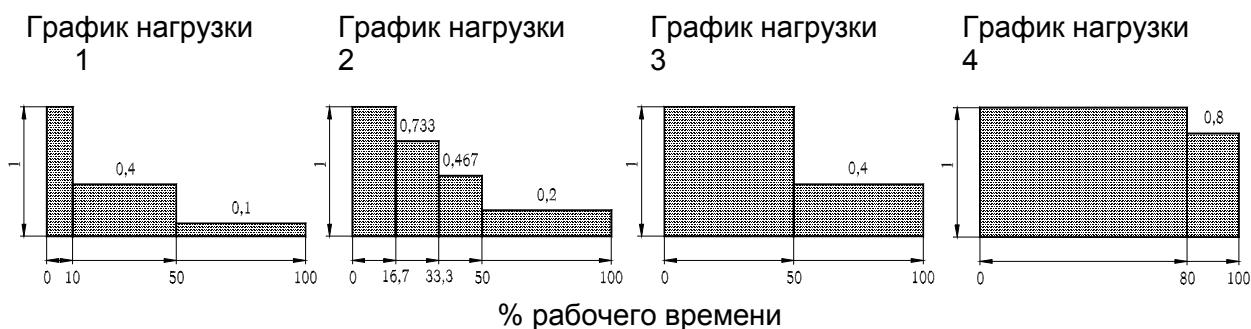 График нагрузки График нагрузки График нагрузки График нагрузки
1 2 3 4
1 0,4 0,1
0 10 50 100
1 0,733 0,467 0,2
0 16,7 33,3 50 100
1 0,4
0 50 100
1 0,8
0 80 100
% рабочего времени